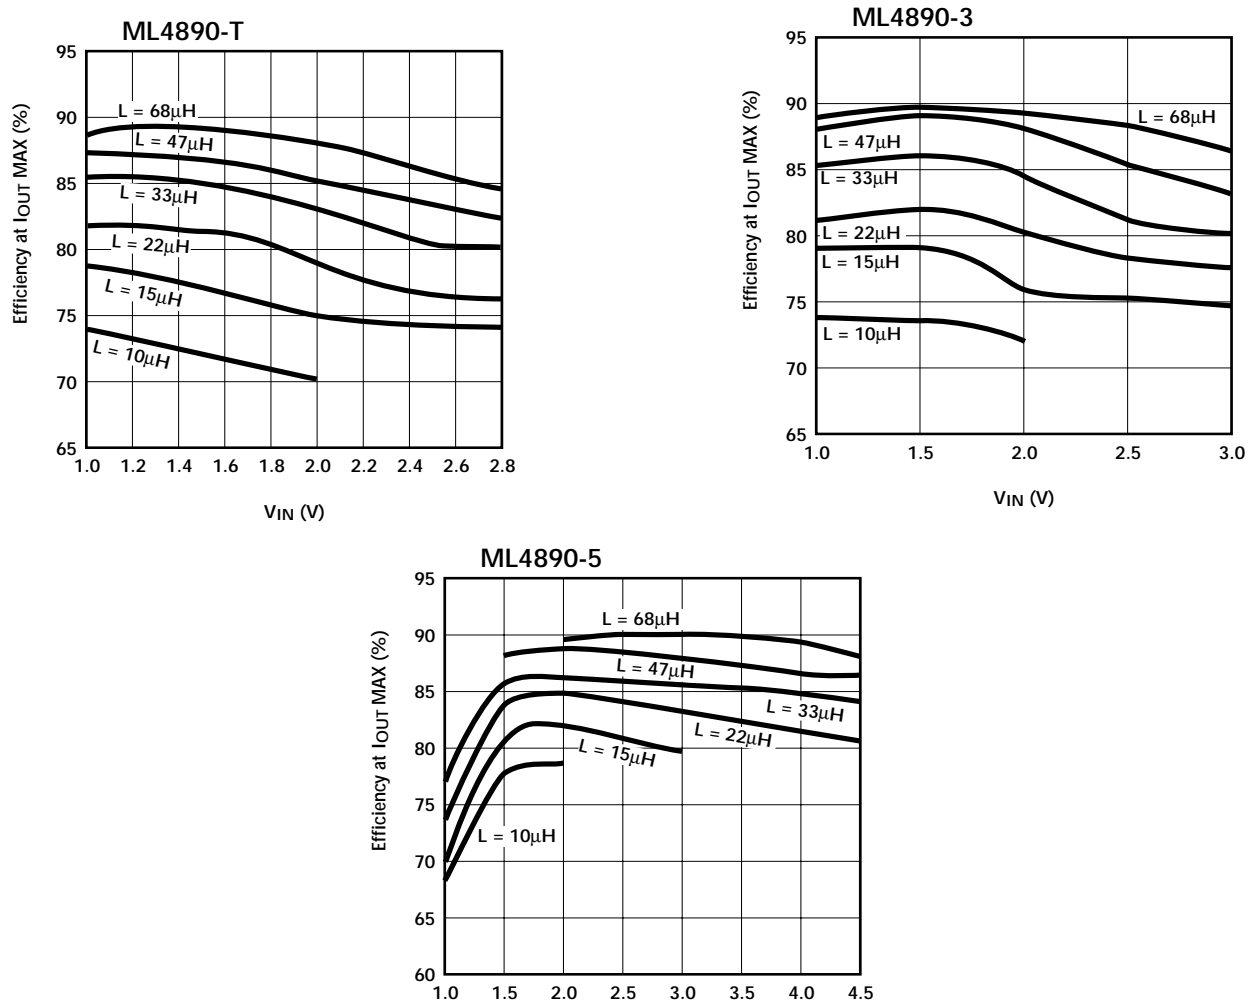 ML4890-T
Efficiency at IOUT MAX (%)
95
90
85
80
75
70
65
L = 68μH
L = 47μH
L = 33μH
L = 22μH
L = 15μH
L = 10μH
1.0 1.2 1.4 1.6 1.8 2.0 2.2 2.4 2.6 2.8
VIN (V)
ML4890-3
Efficiency at IOUT MAX (%)
95
90
85
80
75
70
65
L = 68μH
L = 47μH
L = 33μH
L = 22μH
L = 15μH
L = 10μH
1.0 1.5 2.0 2.5 3.0
VIN (V)
ML4890-5
Efficiency at IOUT MAX (%)
95
90
85
80
75
70
65
60
L = 68μH
L = 47μH
L = 33μH
L = 22μH
L = 15μH
L = 10μH
1.0 1.5 2.0 2.5 3.0 3.5 4.0 4.5